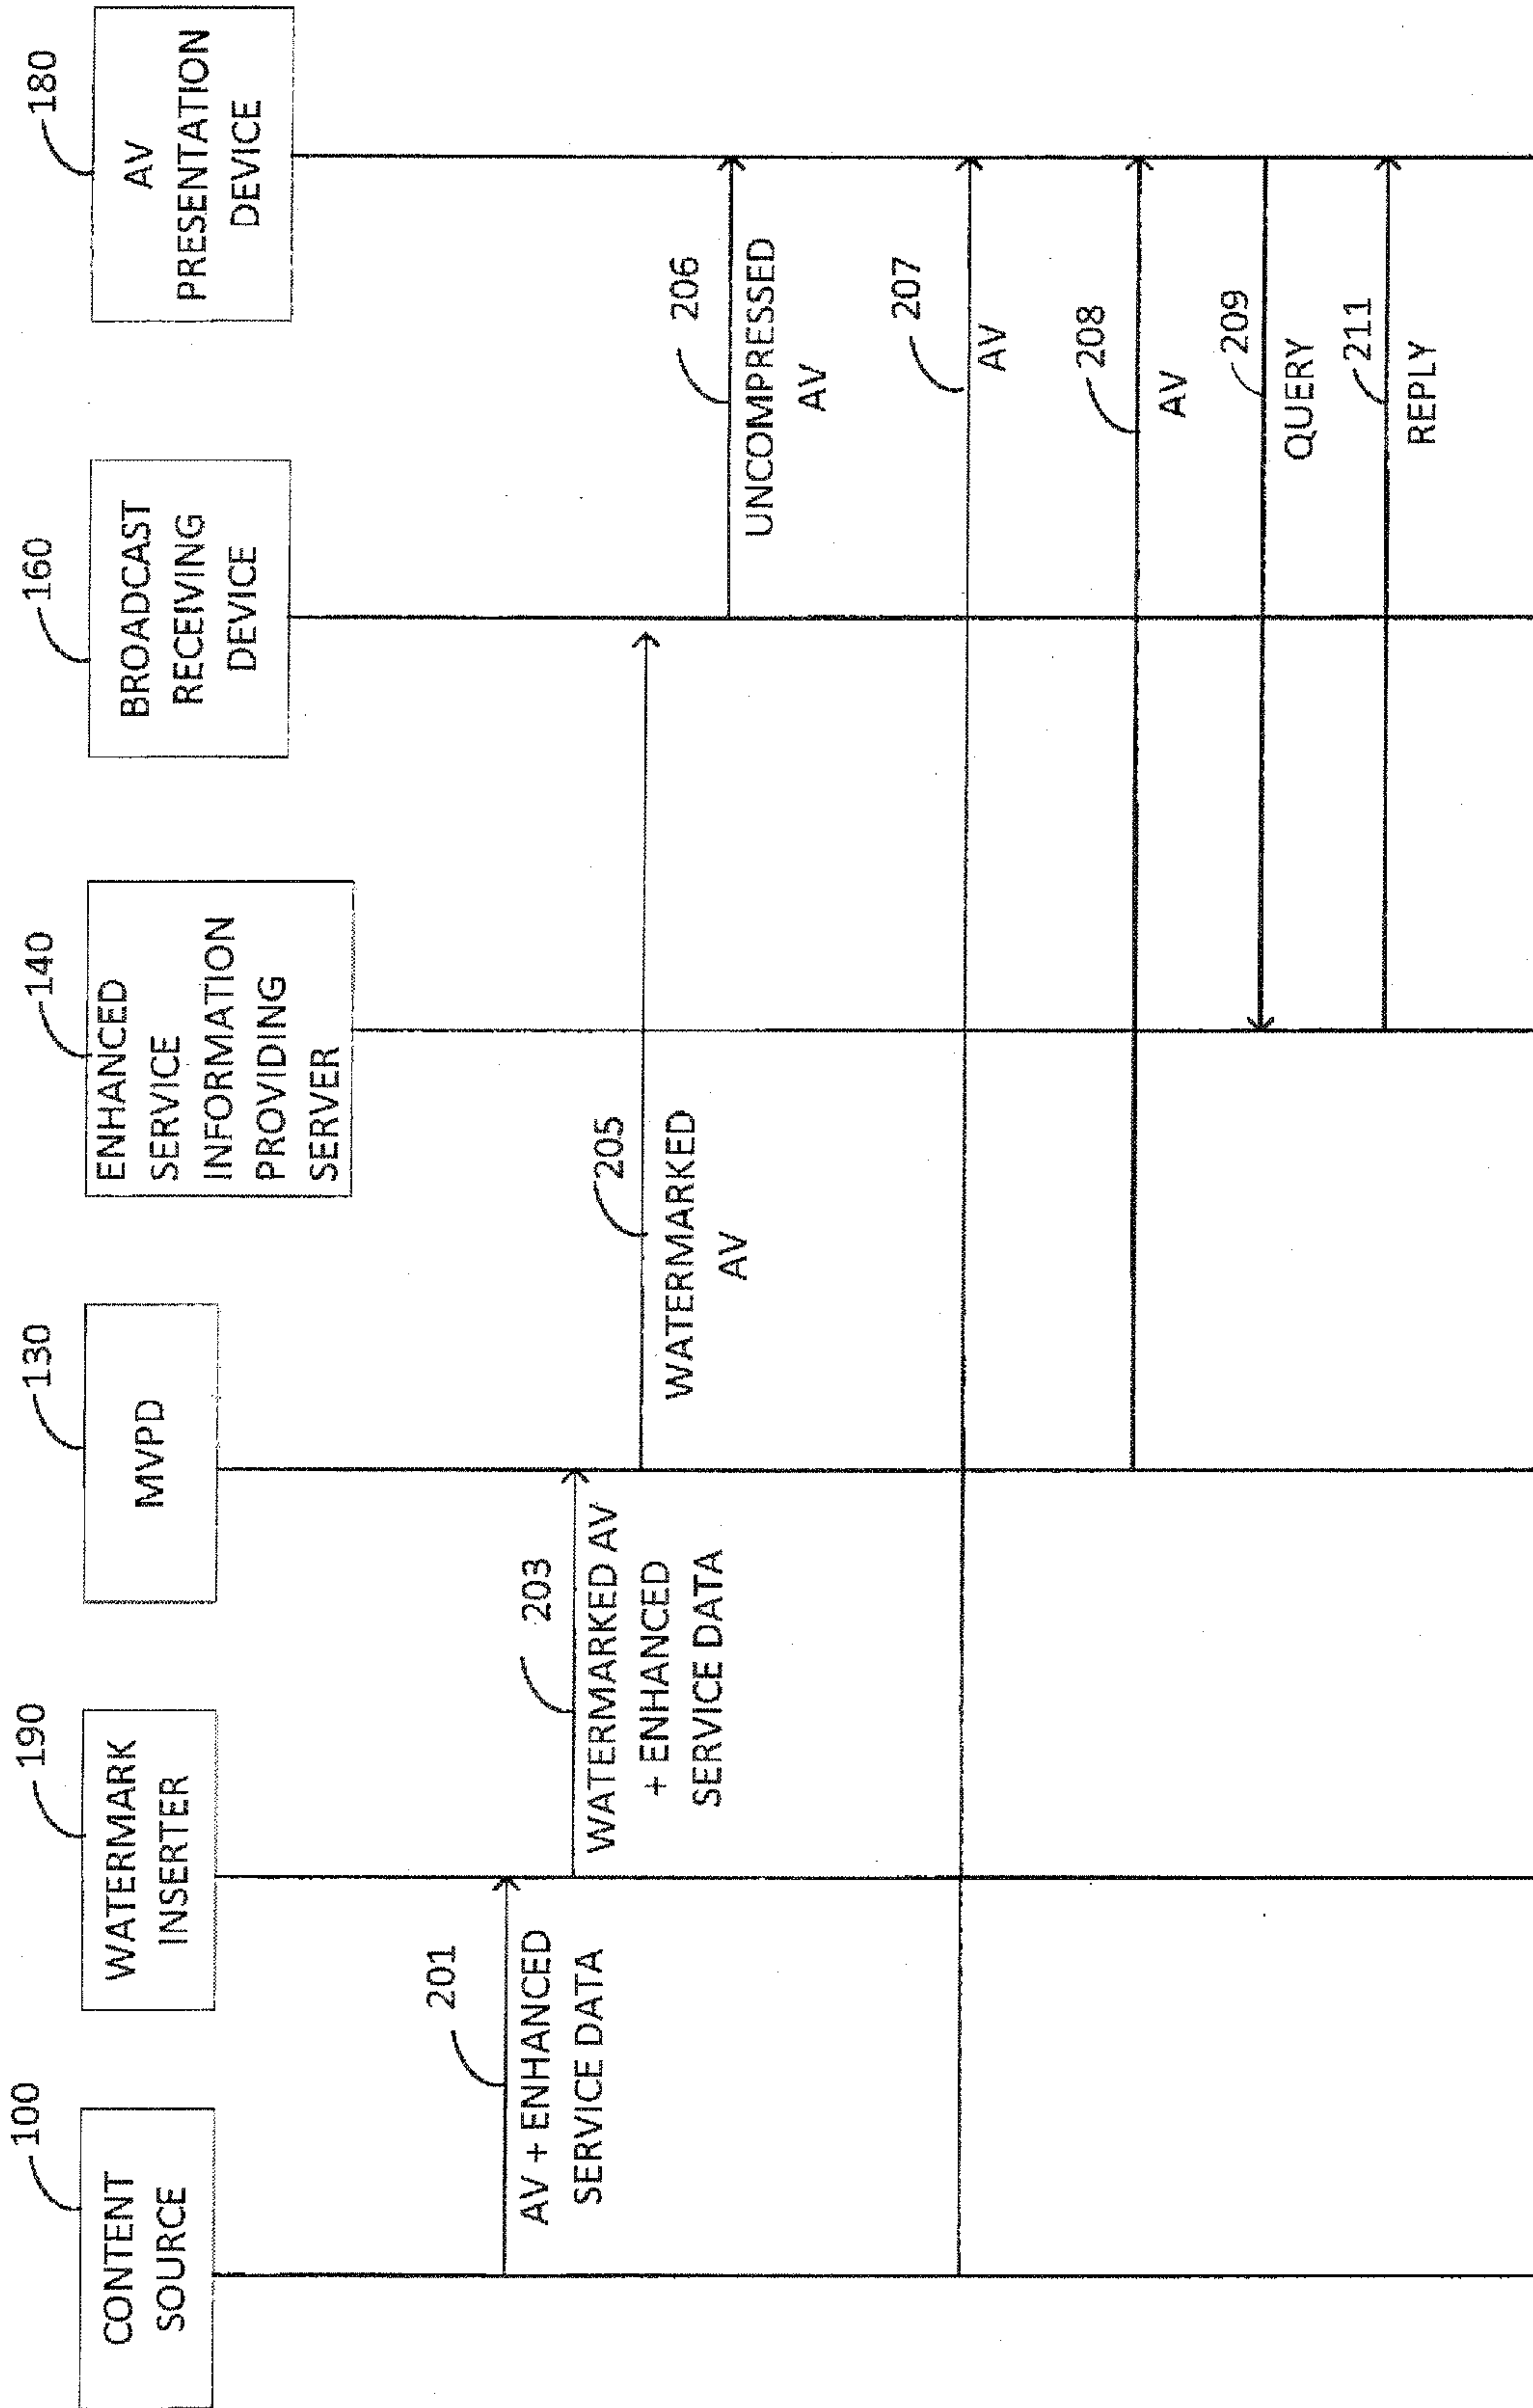 100
CONTENT
SOURCE
190
WATERMARK
INSERTER
130
MVPD
140
ENHANCED
SERVICE
INFORMATION
PROVIDING
SERVER
160
BROADCAST
RECEIVING
DEVICE
180
AV
PRESENTATION
DEVICE
201
AV + ENHANCED
SERVICE DATA
203
WATERMARKED AV
+ ENHANCED
SERVICE DATA
205
WATERMARKED
AV
206
UNCOMPRESSED
AV
207
AV
208
AV
209
QUERY
211
REPLY